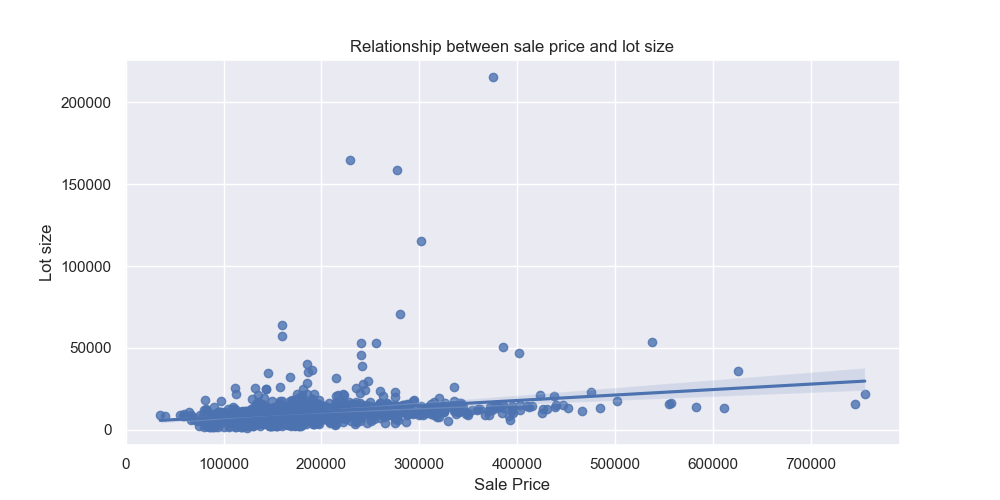 Relationship between sale price and lot size
200000
150000
100000
50000
0
Lot size
0 100000 200000 300000 400000 500000 600000 700000
Sale Price